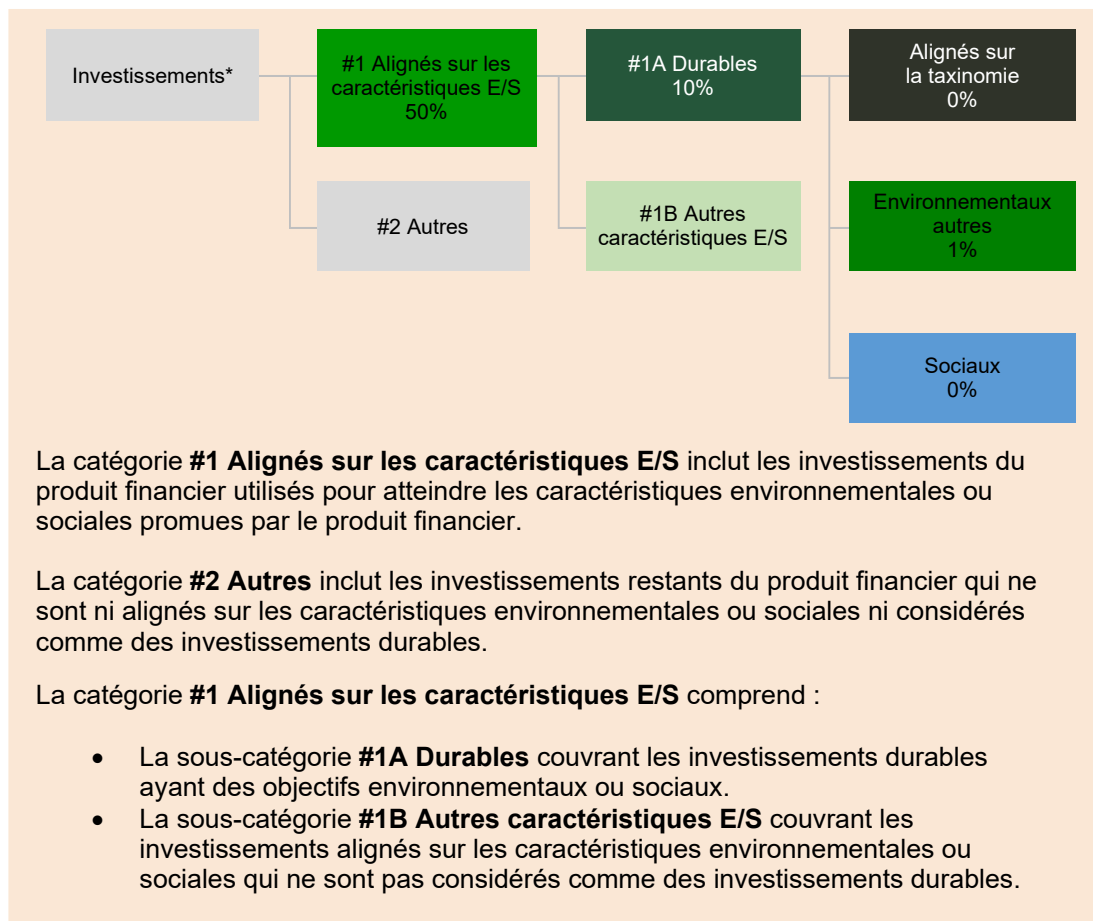 Investissements*
#1 Alignés sur les
caractéristiques E/S
50%
#1A Durables
10%
Alignés sur
la taxinomie
0%
#2 Autres
#1B Autres
caractéristiques E/S
Environnementaux
autres
1%
Sociaux
0%
La catégorie #1 Alignés sur les caractéristiques E/S inclut les investissements du
produit financier utilisés pour atteindre les caractéristiques environnementales ou
sociales promues par le produit financier.
La catégorie #2 Autres inclut les investissements restants du produit financier qui ne
sont ni alignés sur les caractéristiques environnementales ou sociales ni considérés
comme des investissements durables.
La catégorie #1 Alignés sur les caractéristiques E/S comprend :
• La sous-catégorie #1A Durables couvrant les investissements durables
ayant des objectifs environnementaux ou sociaux.
• La sous-catégorie #1B Autres caractéristiques E/S couvrant les
investissements alignés sur les caractéristiques environnementales ou
sociales qui ne sont pas considérés comme des investissements durables.